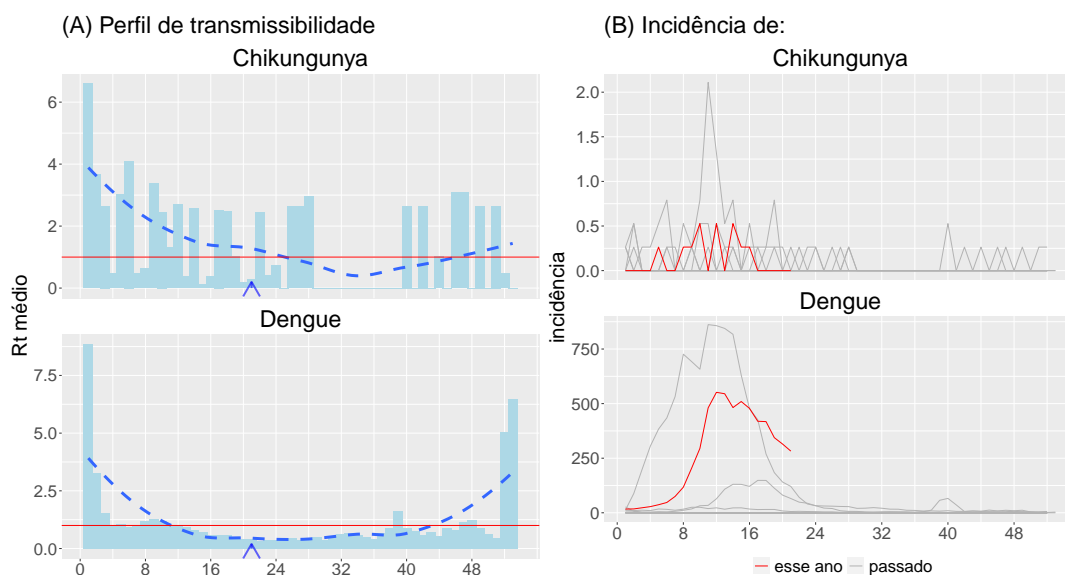 (A) Perfil de transmissibilidade
Chikungunya
6
4
2
0
Dengue
7.5
5.0
2.5
0.0
0 8 16 24 32 40 48
Rt médio
(B) Incidência de:
Chikungunya
2.0
1.5
1.0
0.5
0.0
Dengue
750
500
250
0
0 8 16 24 32 40 48
incidência
esse ano passado